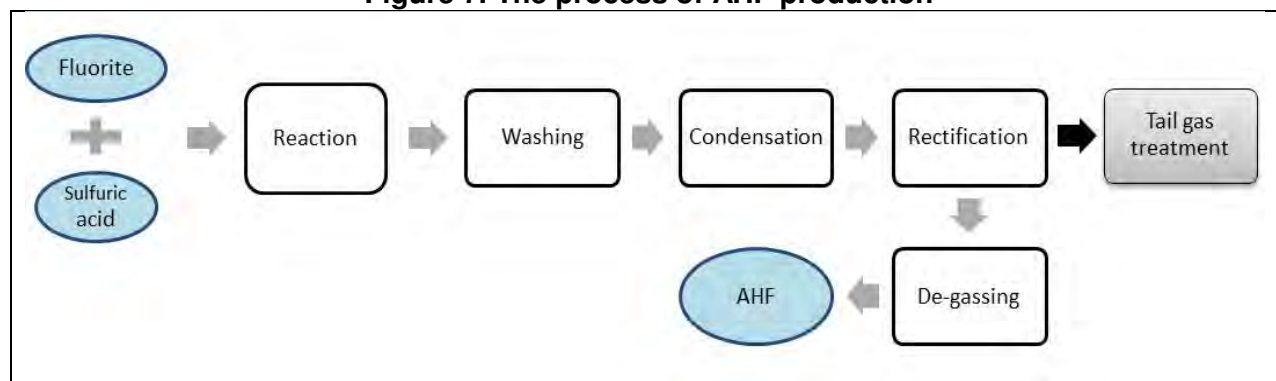 Figure 7. The process of AHF production
Fluorite
Sulfuric
acid
Reaction
Washing
Condensation
Rectification
Tail gas
treatment
AHF
De-gassing